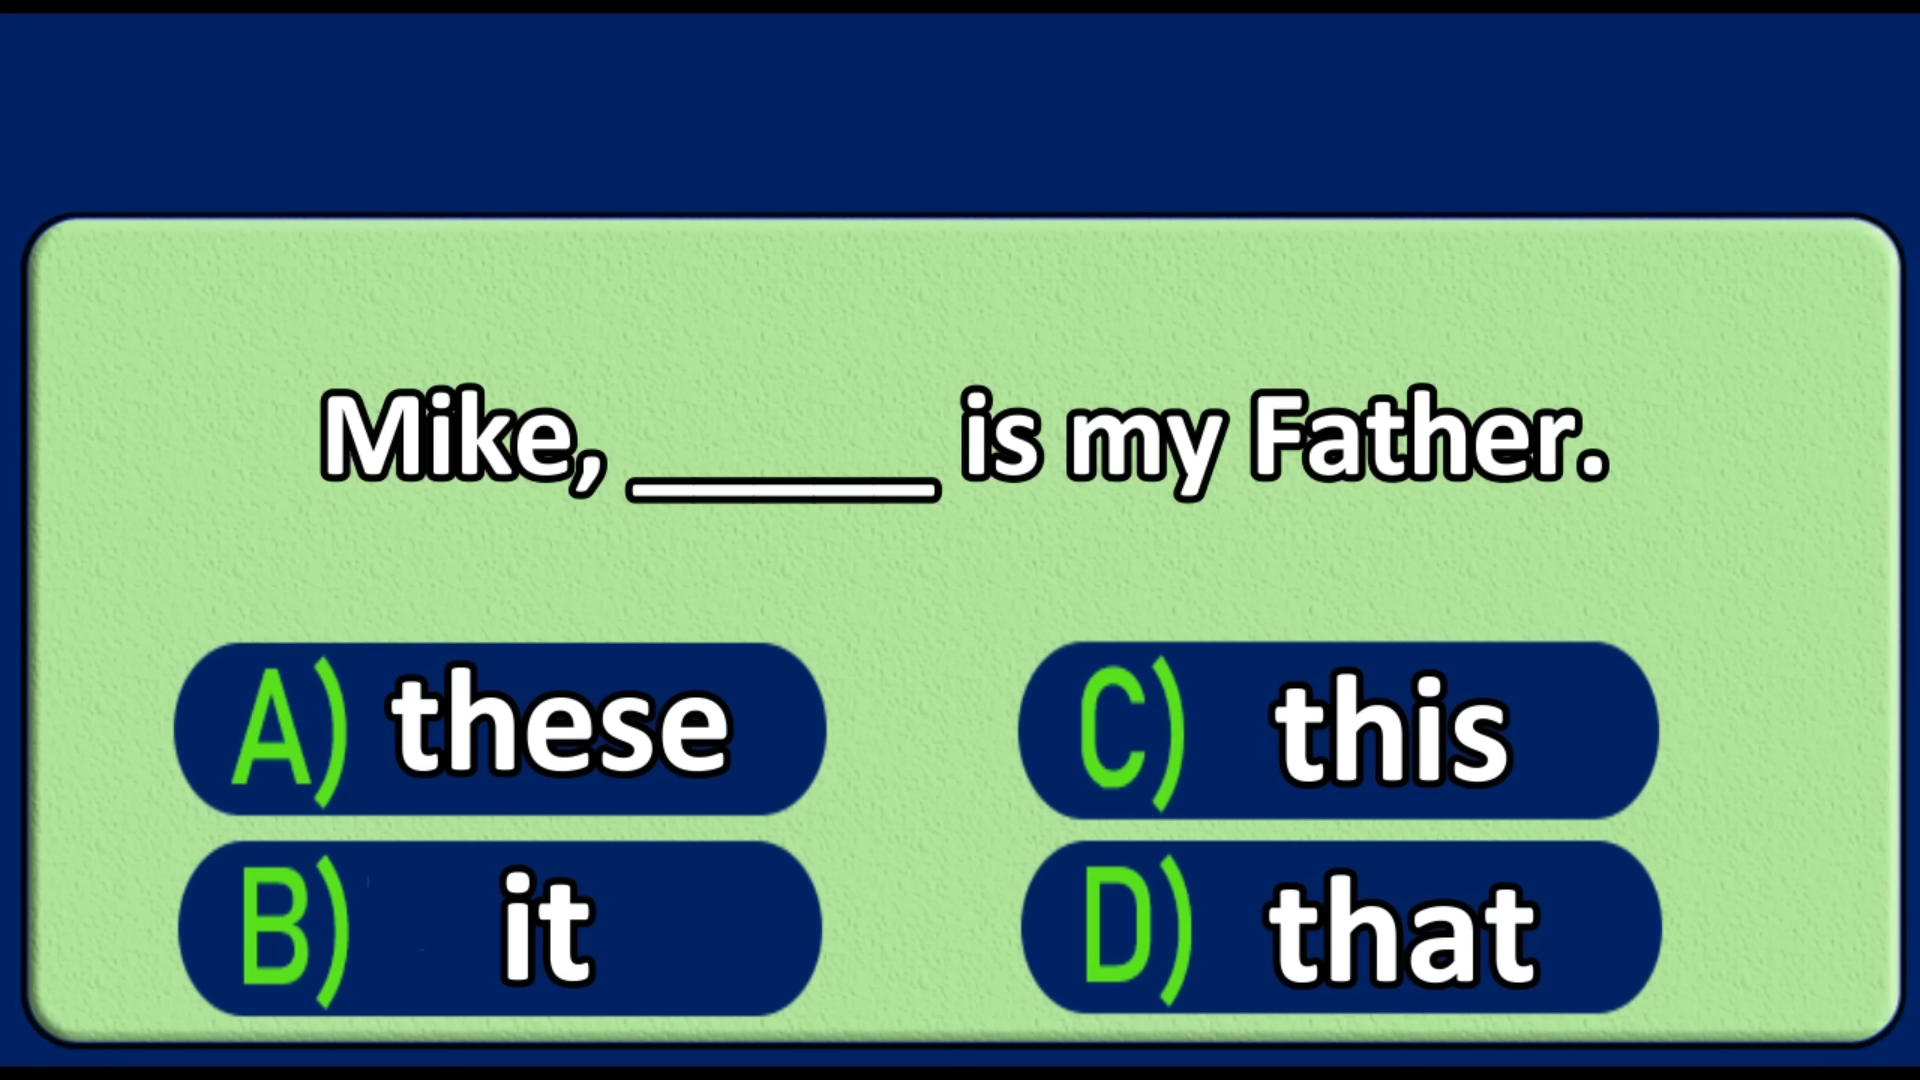 Mike, ______ is my Father.
A) these
B) it
C) this
D) that